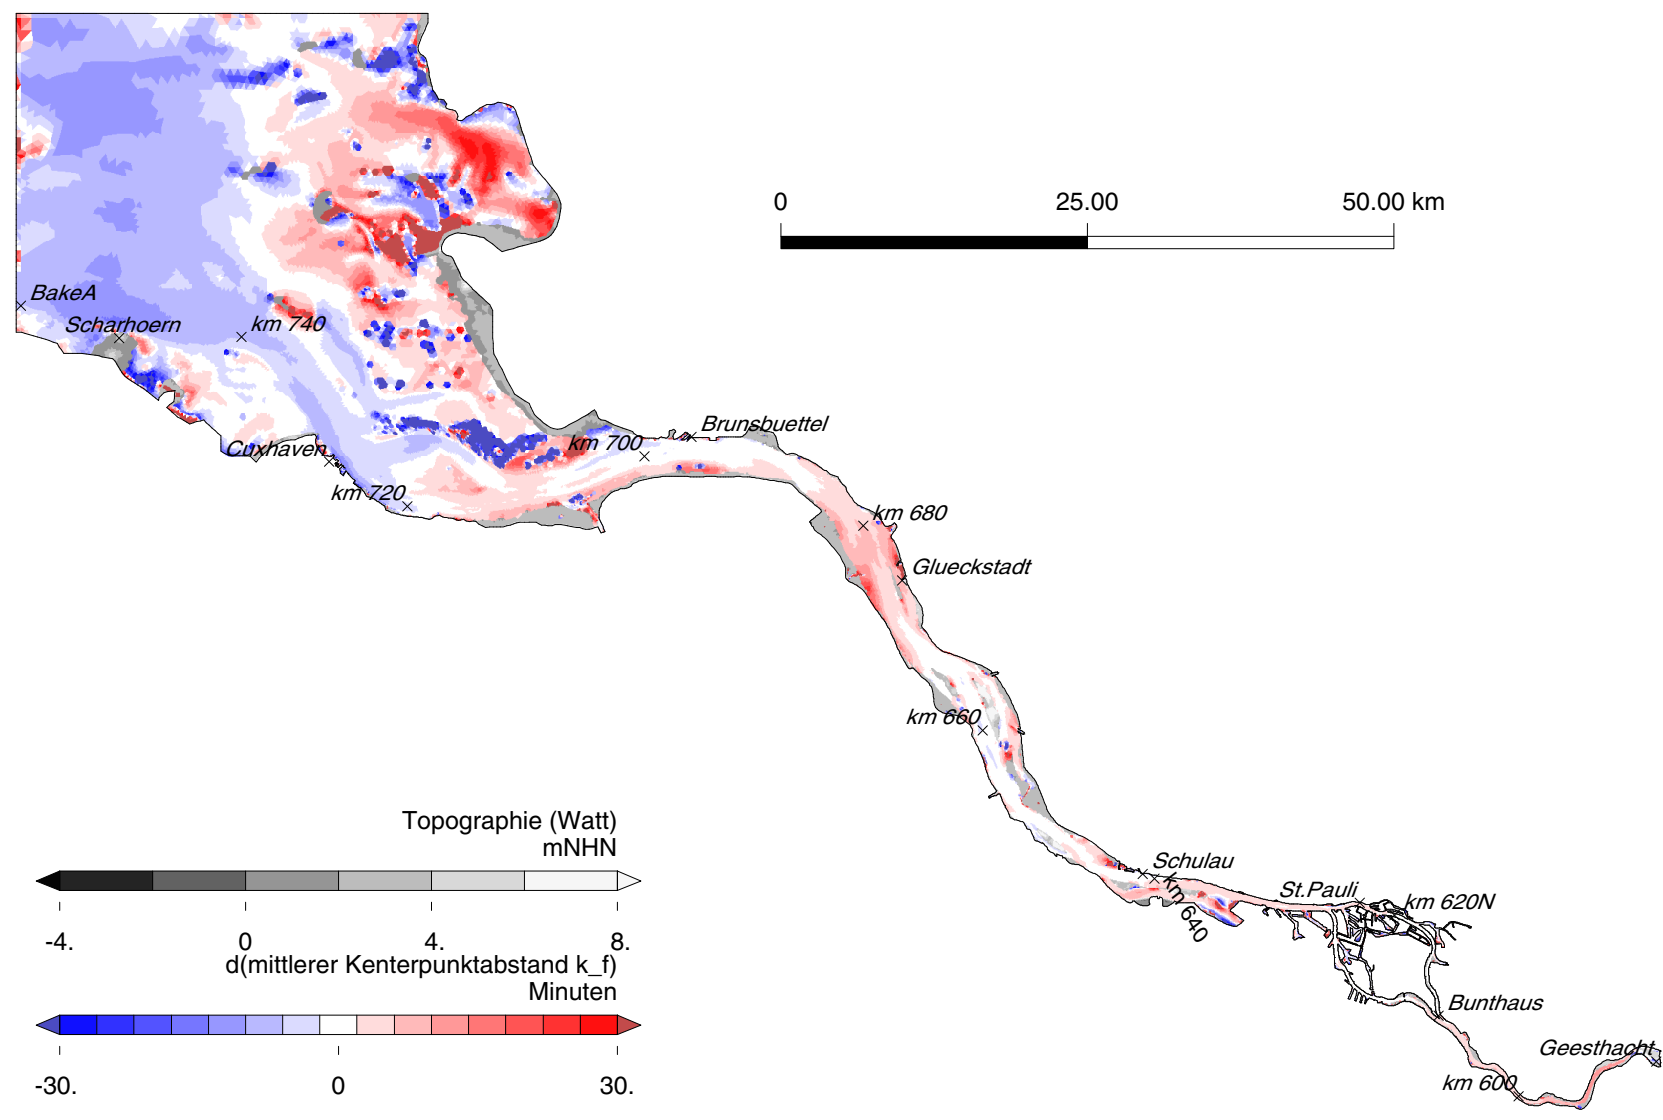 0 25.00 50.00 km
BakeA
Scharhoern
km 740
Brunsbuettel
km 700
Cuxhaven
km 720
km 680
Glueckstadt
km 660
Schulau
km 640
St.Pauli
km 620N
Bunthaus
Geesthacht
km 600
Topographie (Watt)
mNHN
-4. 0 4. 8.
d(mittlerer Kenterpunktabstand k_f)
Minuten
-30. 0 30.